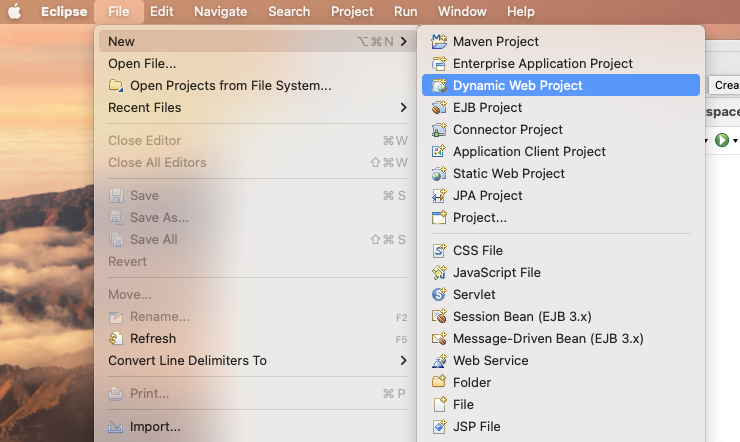 Eclipse File Edit Navigate Search Project Run Window Help
New ⌥⌘N
Open File...
Open Projects from File System...
Recent Files
Close Editor ⌘W
Close All Editors ⇧⌘W
Save ⌘S
Save As...
Save All ⇧⌘S
Revert
Move...
Rename... F2
Refresh F5
Convert Line Delimiters To
Print... ⌘P
Import...
Maven Project
Enterprise Application Project
Dynamic Web Project
EJB Project
Connector Project
Application Client Project
Static Web Project
JPA Project
Project...
CSS File
JavaScript File
Servlet
Session Bean (EJB 3.x)
Message-Driven Bean (EJB 3.x)
Web Service
Folder
File
JSP File
Creat
space